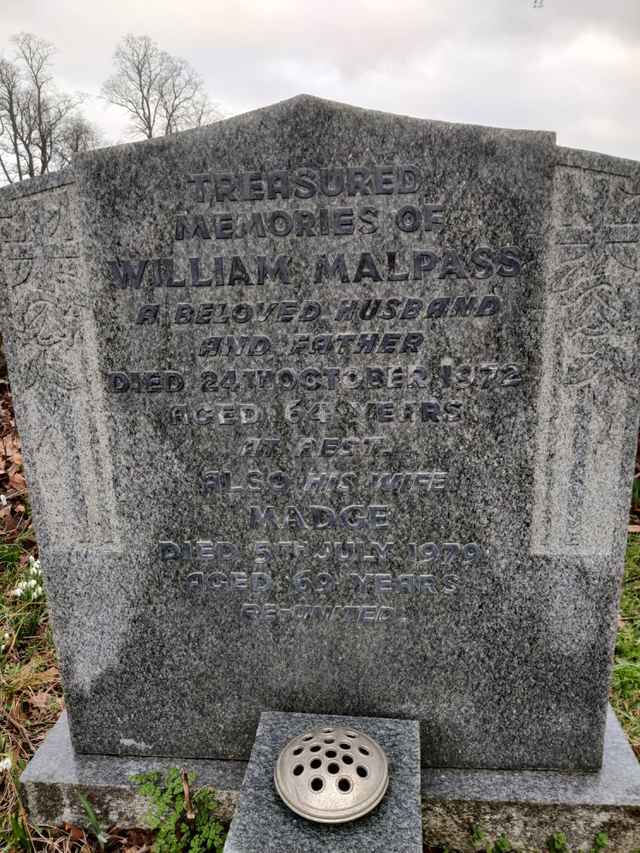 TREASURED
MEMORIES OF
WILLIAM MALPASS
A BELOVED HUSBAND
AND FATHER
DIED 24TH OCTOBER 1972
AGED 64 YEARS
AT REST.
ALSO HIS WIFE
MADGE
DIED 5TH JULY 1979
AGED 69 YEARS
RE-UNITED.